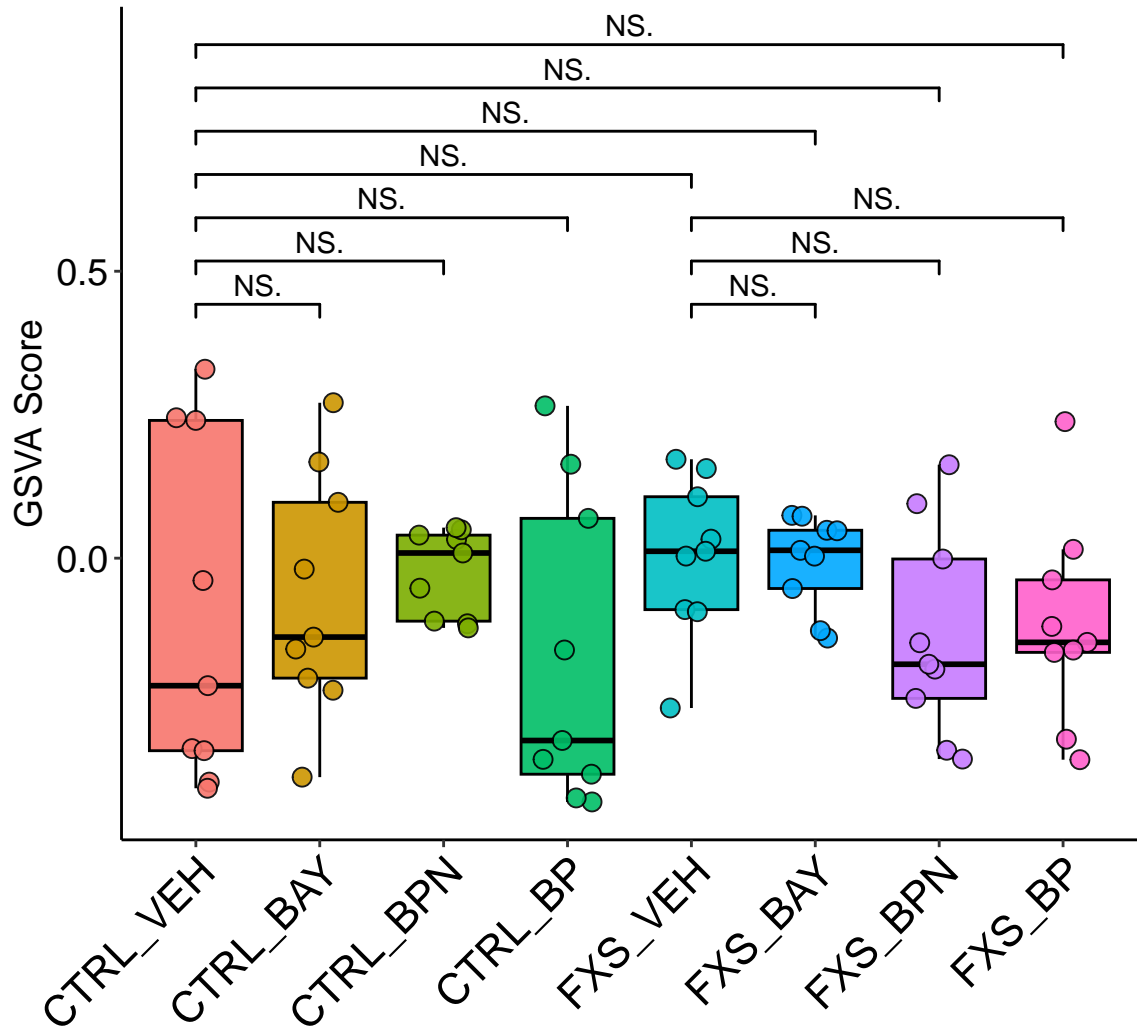 NS.
NS.
NS.
NS.
NS. NS.
NS. NS.
NS. NS.
0.5
0.0
GSVA Score
CTRL_VEH
CTRL_BAY
CTRL_BPN
CTRL_BP
FXS_VEH
FXS_BAY
FXS_BPN
FXS_BP